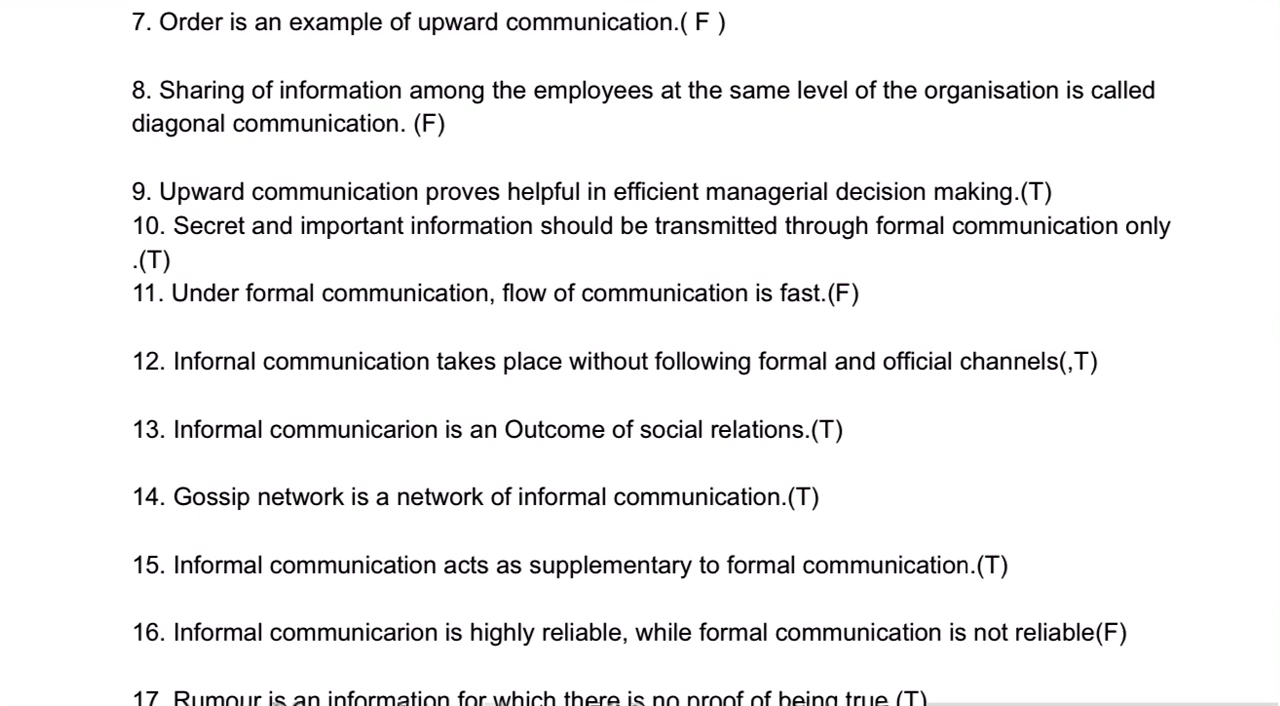 7. Order is an example of upward communication.( F )
8. Sharing of information among the employees at the same level of the organisation is called
diagonal communication. (F)
9. Upward communication proves helpful in efficient managerial decision making.(T)
10. Secret and important information should be transmitted through formal communication only
.(T)
11. Under formal communication, flow of communication is fast.(F)
12. Infornal communication takes place without following formal and official channels(,T)
13. Informal communicarion is an Outcome of social relations.(T)
14. Gossip network is a network of informal communication.(T)
15. Informal communication acts as supplementary to formal communication.(T)
16. Informal communicarion is highly reliable, while formal communication is not reliable(F)
17. Rumour is an information for which there is no proof of being true.(T)